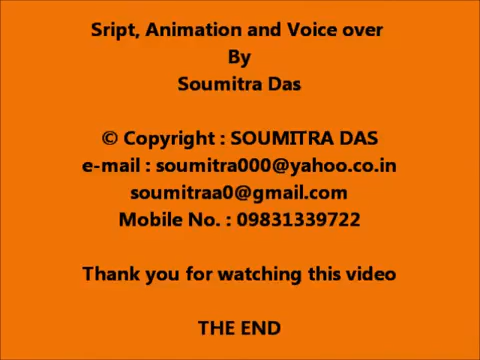 Sript, Animation and Voice over
By
Soumitra Das
© Copyright : SOUMITRA DAS
e-mail : soumitra000@yahoo.co.in
soumitraa0@gmail.com
Mobile No. : 09831339722
Thank you for watching this video
THE END